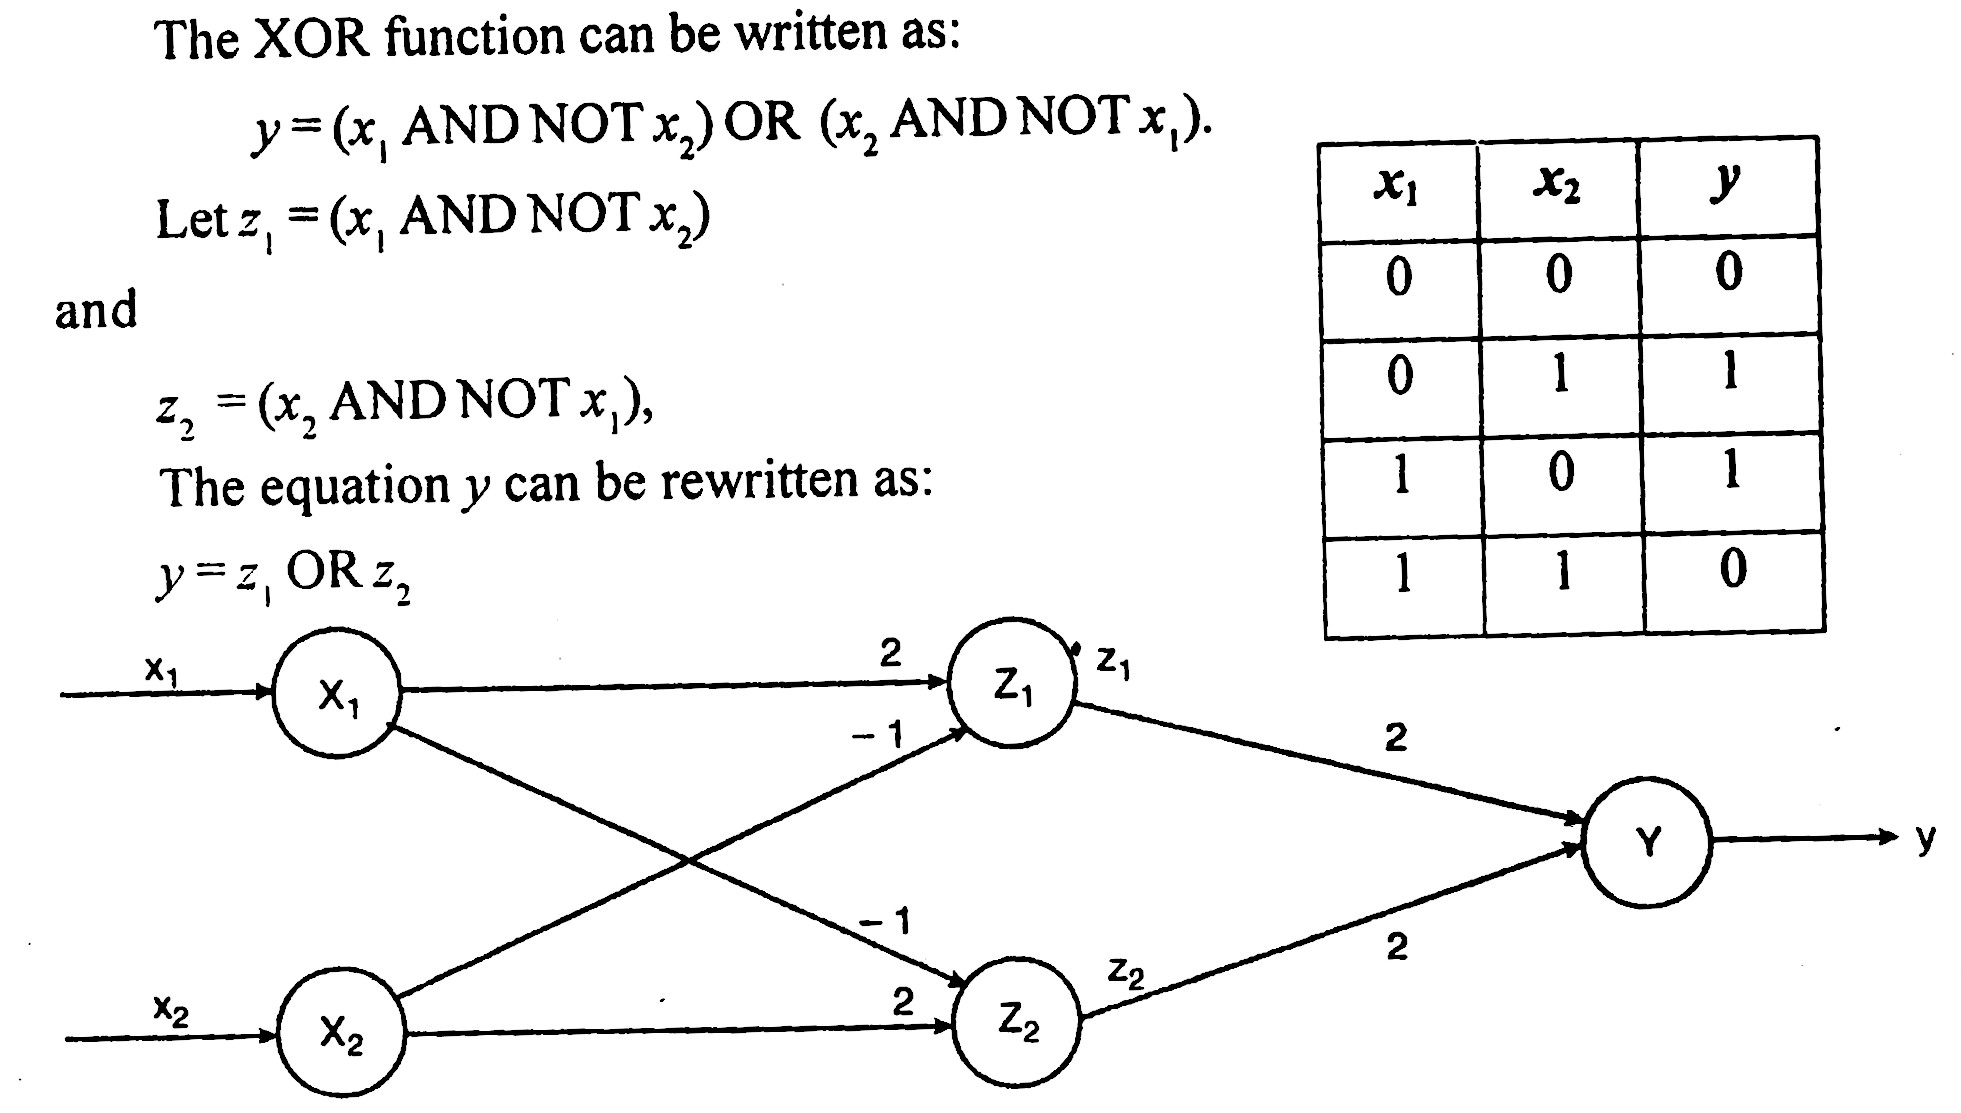 The XOR function can be written as:
y = (x₁ AND NOT x₂) OR (x₂ AND NOT x₁).
Let z₁ = (x₁ AND NOT x₂)
and
z₂ = (x₂ AND NOT x₁),
The equation y can be rewritten as:
y = z₁ OR z₂
x₁ x₂ y
0 0 0
0 1 1
1 0 1
1 1 0
x₁ X₁ 2 Z₁ z₁
– 1
2
Y y
– 1
2
x₂ X₂ 2 Z₂ z₂